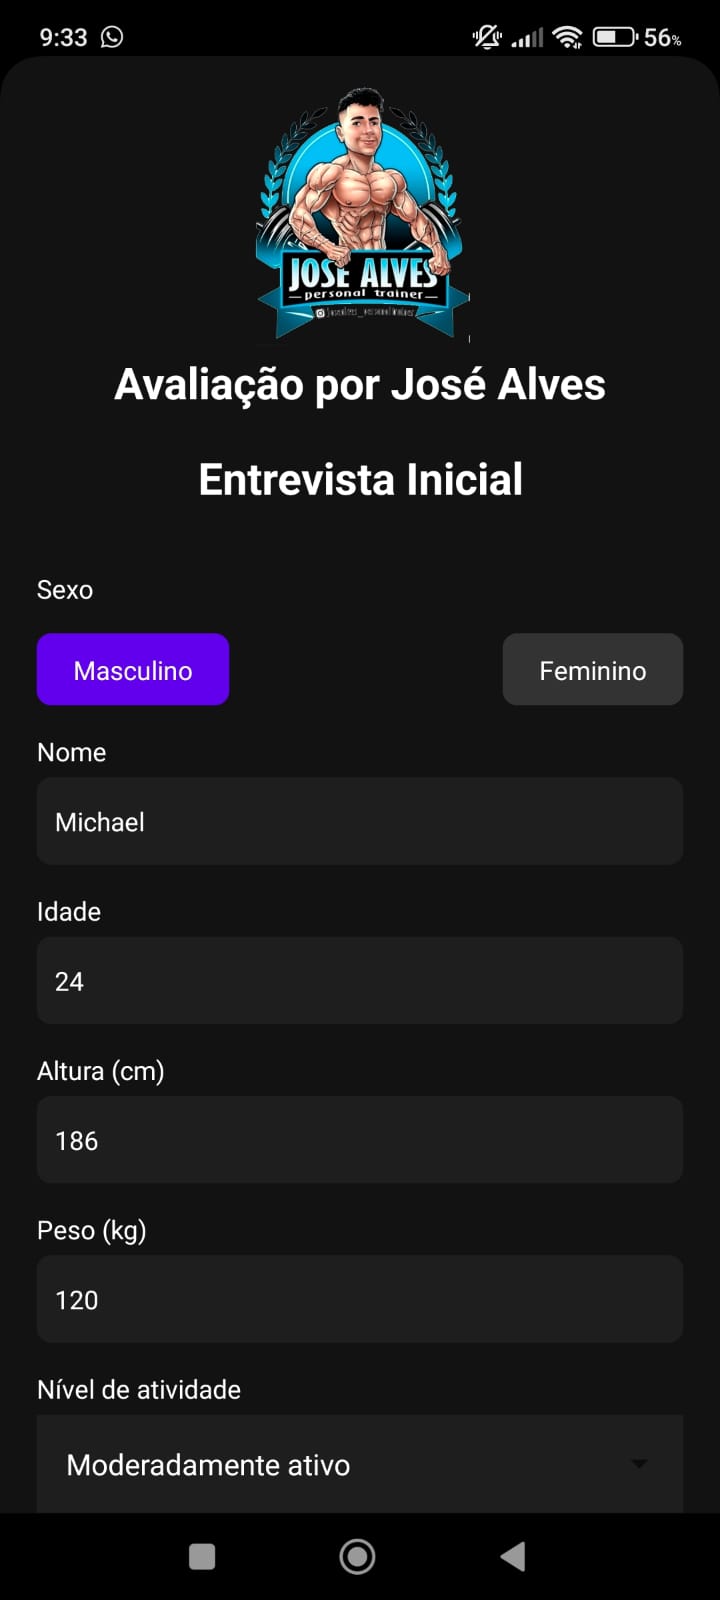 9:33
56%
JOSE ALVES
personal trainer
Avaliação por José Alves
Entrevista Inicial
Sexo
Masculino
Feminino
Nome
Michael
Idade
24
Altura (cm)
186
Peso (kg)
120
Nível de atividade
Moderadamente ativo